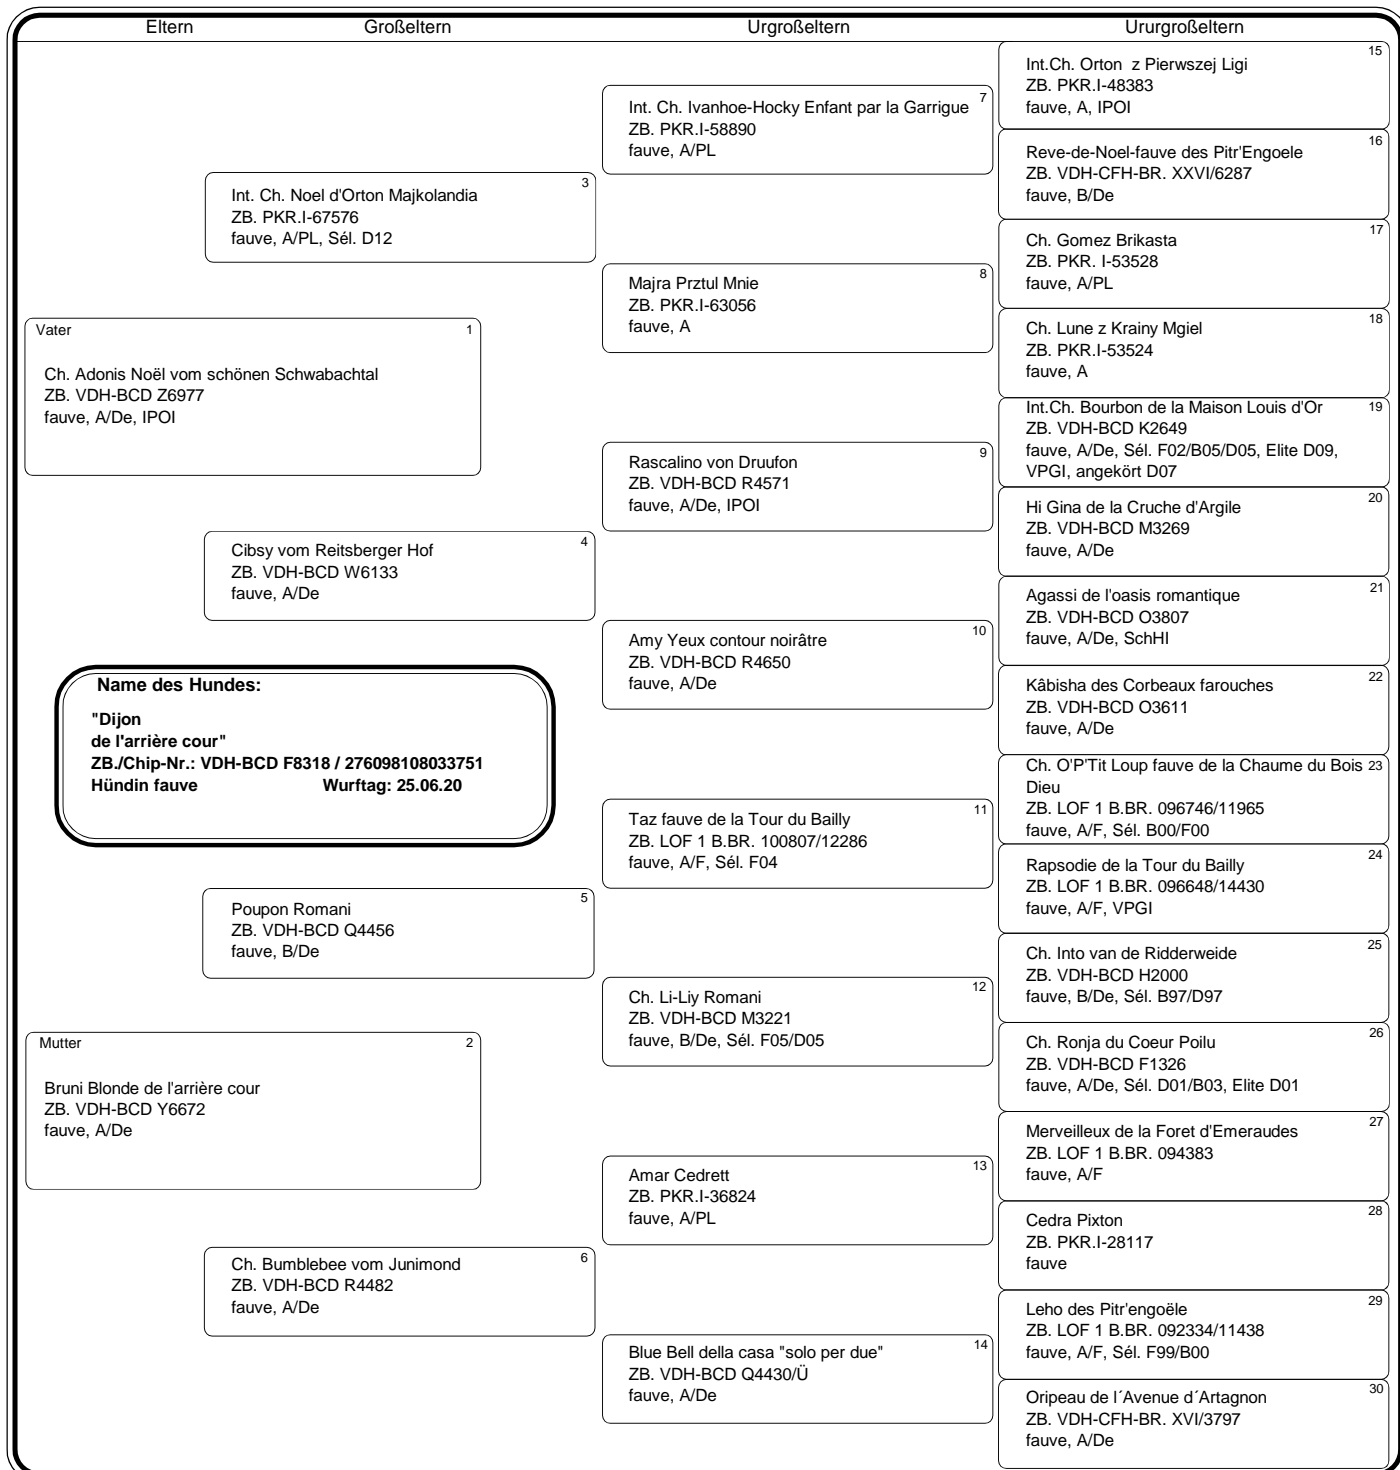 Eltern Großeltern Urgroßeltern Ururgroßeltern
Vater 1
Ch. Adonis Noël vom schönen Schwabachtal
ZB. VDH-BCD Z6977
fauve, A/De, IPOI
Mutter 2
Bruni Blonde de l'arrière cour
ZB. VDH-BCD Y6672
fauve, A/De
Name des Hundes:
"Dijon
de l'arrière cour"
ZB./Chip-Nr.: VDH-BCD F8318 / 276098108033751
Hündin fauve Wurftag: 25.06.20
3
Int. Ch. Noel d'Orton Majkolandia
ZB. PKR.I-67576
fauve, A/PL, Sél. D12
4
Cibsy vom Reitsberger Hof
ZB. VDH-BCD W6133
fauve, A/De
5
Poupon Romani
ZB. VDH-BCD Q4456
fauve, B/De
6
Ch. Bumblebee vom Junimond
ZB. VDH-BCD R4482
fauve, A/De
7
Int. Ch. Ivanhoe-Hocky Enfant par la Garrigue
ZB. PKR.I-58890
fauve, A/PL
8
Majra Prztul Mnie
ZB. PKR.I-63056
fauve, A
9
Rascalino von Druufon
ZB. VDH-BCD R4571
fauve, A/De, IPOI
10
Amy Yeux contour noirâtre
ZB. VDH-BCD R4650
fauve, A/De
11
Taz fauve de la Tour du Bailly
ZB. LOF 1 B.BR. 100807/12286
fauve, A/F, Sél. F04
12
Ch. Li-Liy Romani
ZB. VDH-BCD M3221
fauve, B/De, Sél. F05/D05
13
Amar Cedrett
ZB. PKR.I-36824
fauve, A/PL
14
Blue Bell della casa "solo per due"
ZB. VDH-BCD Q4430/Ü
fauve, A/De
15
Int.Ch. Orton z Pierwszej Ligi
ZB. PKR.I-48383
fauve, A, IPOI
16
Reve-de-Noel-fauve des Pitr'Engoele
ZB. VDH-CFH-BR. XXVI/6287
fauve, B/De
17
Ch. Gomez Brikasta
ZB. PKR. I-53528
fauve, A/PL
18
Ch. Lune z Krainy Mgiel
ZB. PKR.I-53524
fauve, A
Int.Ch. Bourbon de la Maison Louis d'Or 19
ZB. VDH-BCD K2649
fauve, A/De, Sél. F02/B05/D05, Elite D09,
VPGI, angekört D07
20
Hi Gina de la Cruche d'Argile
ZB. VDH-BCD M3269
fauve, A/De
21
Agassi de l'oasis romantique
ZB. VDH-BCD O3807
fauve, A/De, SchHI
22
Kâbisha des Corbeaux farouches
ZB. VDH-BCD O3611
fauve, A/De
Ch. O'P'Tit Loup fauve de la Chaume du Bois 23
Dieu
ZB. LOF 1 B.BR. 096746/11965
fauve, A/F, Sél. B00/F00
24
Rapsodie de la Tour du Bailly
ZB. LOF 1 B.BR. 096648/14430
fauve, A/F, VPGI
25
Ch. Into van de Ridderweide
ZB. VDH-BCD H2000
fauve, B/De, Sél. B97/D97
26
Ch. Ronja du Coeur Poilu
ZB. VDH-BCD F1326
fauve, A/De, Sél. D01/B03, Elite D01
27
Merveilleux de la Foret d'Emeraudes
ZB. LOF 1 B.BR. 094383
fauve, A/F
28
Cedra Pixton
ZB. PKR.I-28117
fauve
29
Leho des Pitr'engoële
ZB. LOF 1 B.BR. 092334/11438
fauve, A/F, Sél. F99/B00
30
Oripeau de l´Avenue d´Artagnon
ZB. VDH-CFH-BR. XVI/3797
fauve, A/De